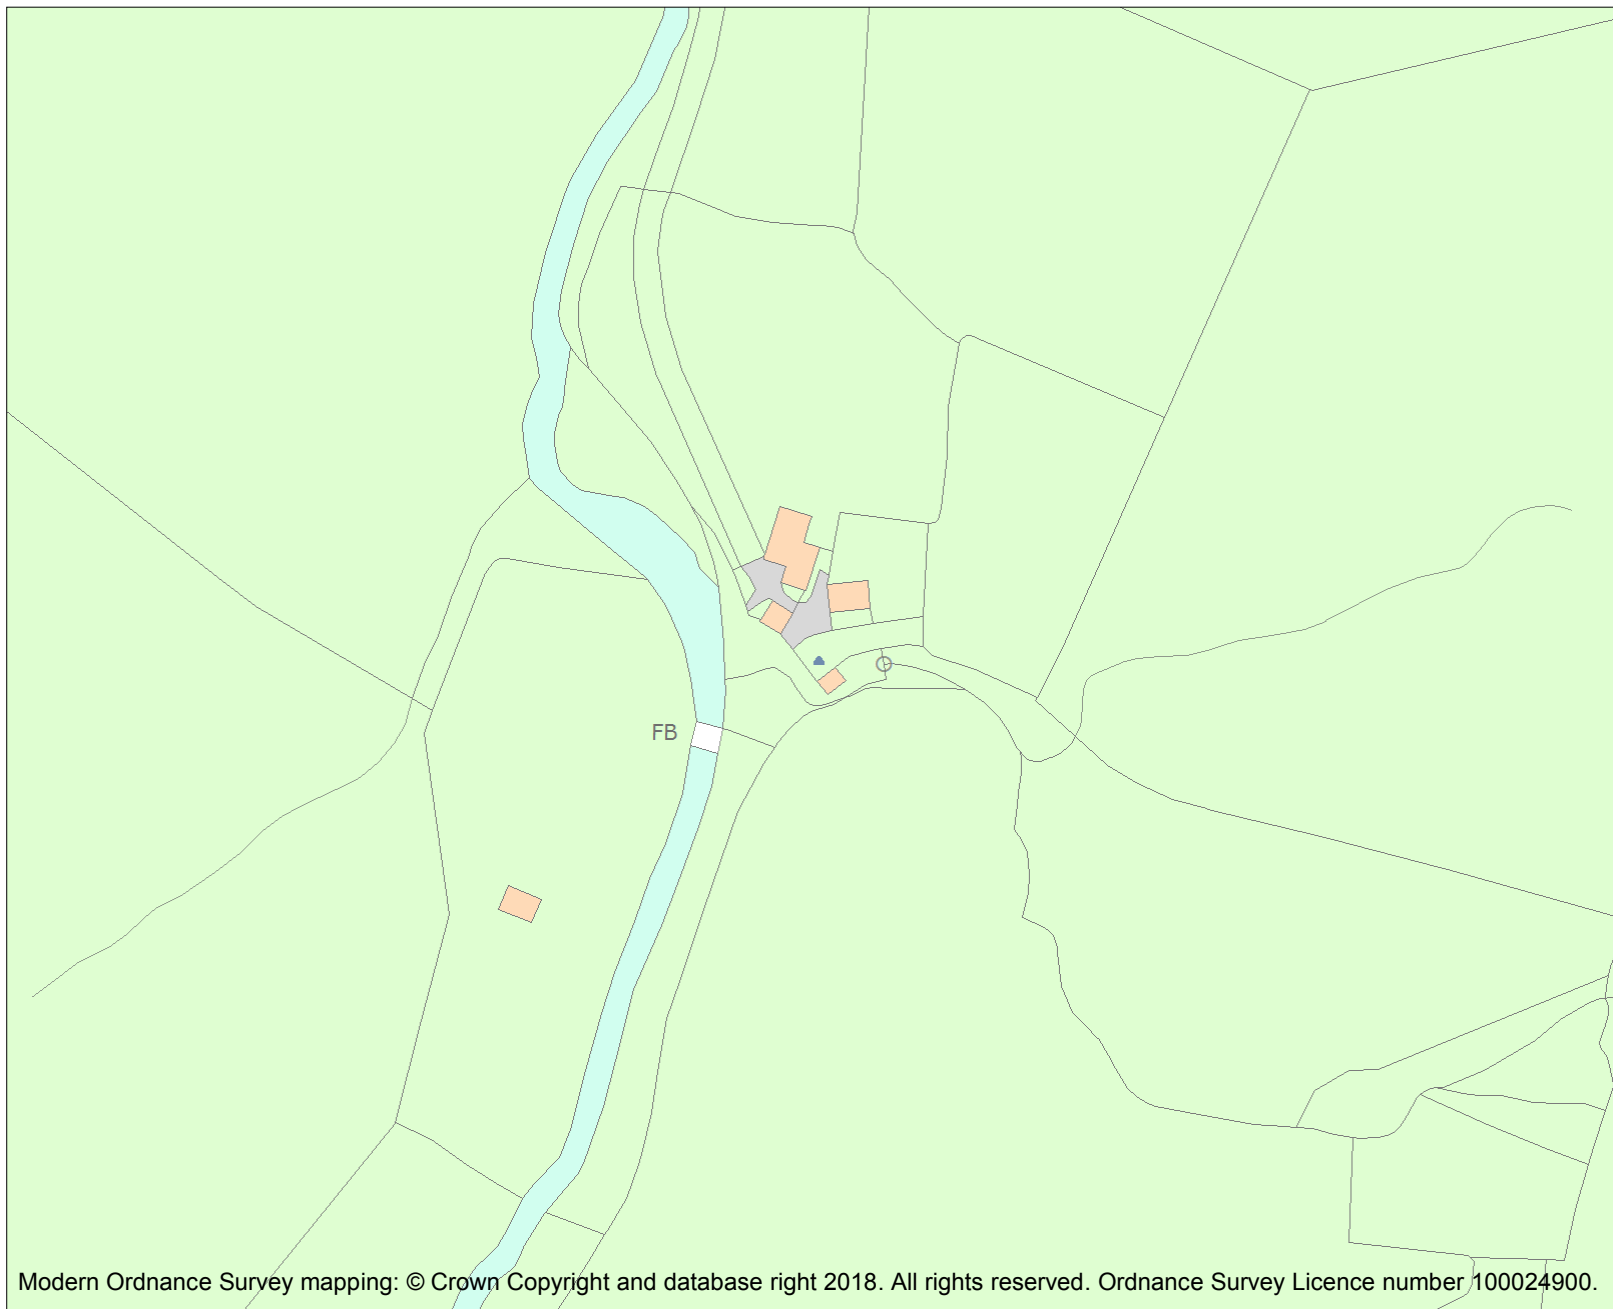 FB
Modern Ordnance Survey mapping: © Crown Copyright and database right 2018. All rights reserved. Ordnance Survey Licence number 100024900.